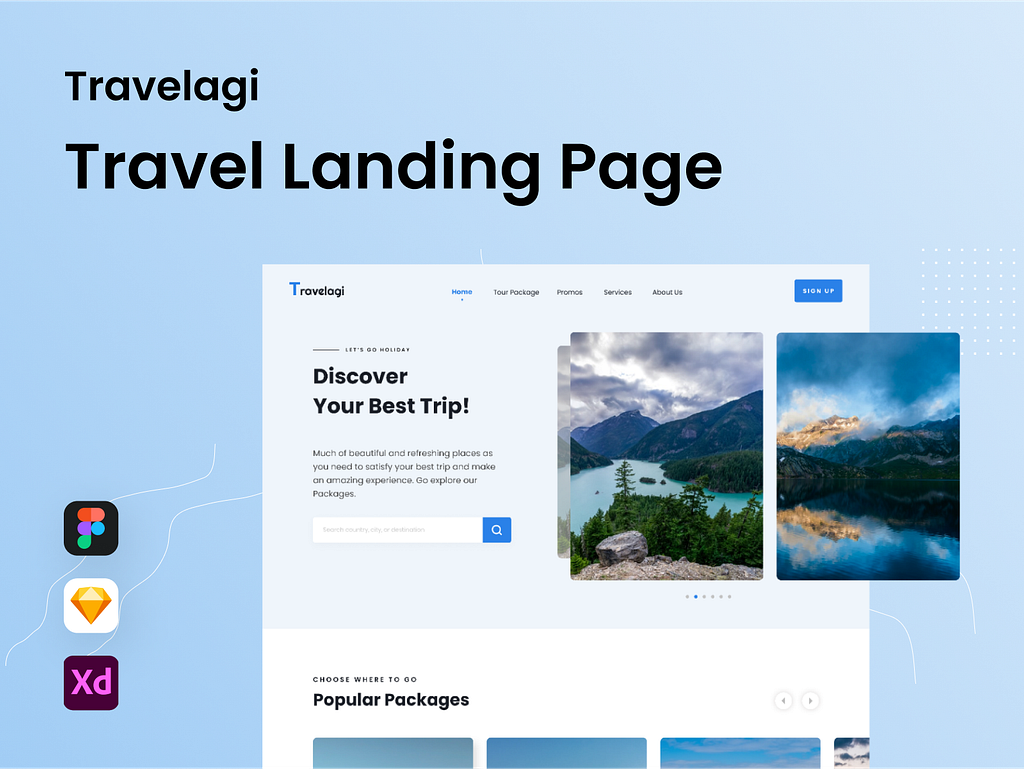 Travelagi
Travel Landing Page
Travelagi
Home
Tour Package
Promos
Services
About Us
SIGN UP
LET'S GO HOLIDAY
Discover
Your Best Trip!
Much of beautiful and refreshing places as
you need to satisfy your best trip and make
an amazing experience. Go explore our
Packages.
Search country, city, or destination
Xd
CHOOSE WHERE TO GO
Popular Packages